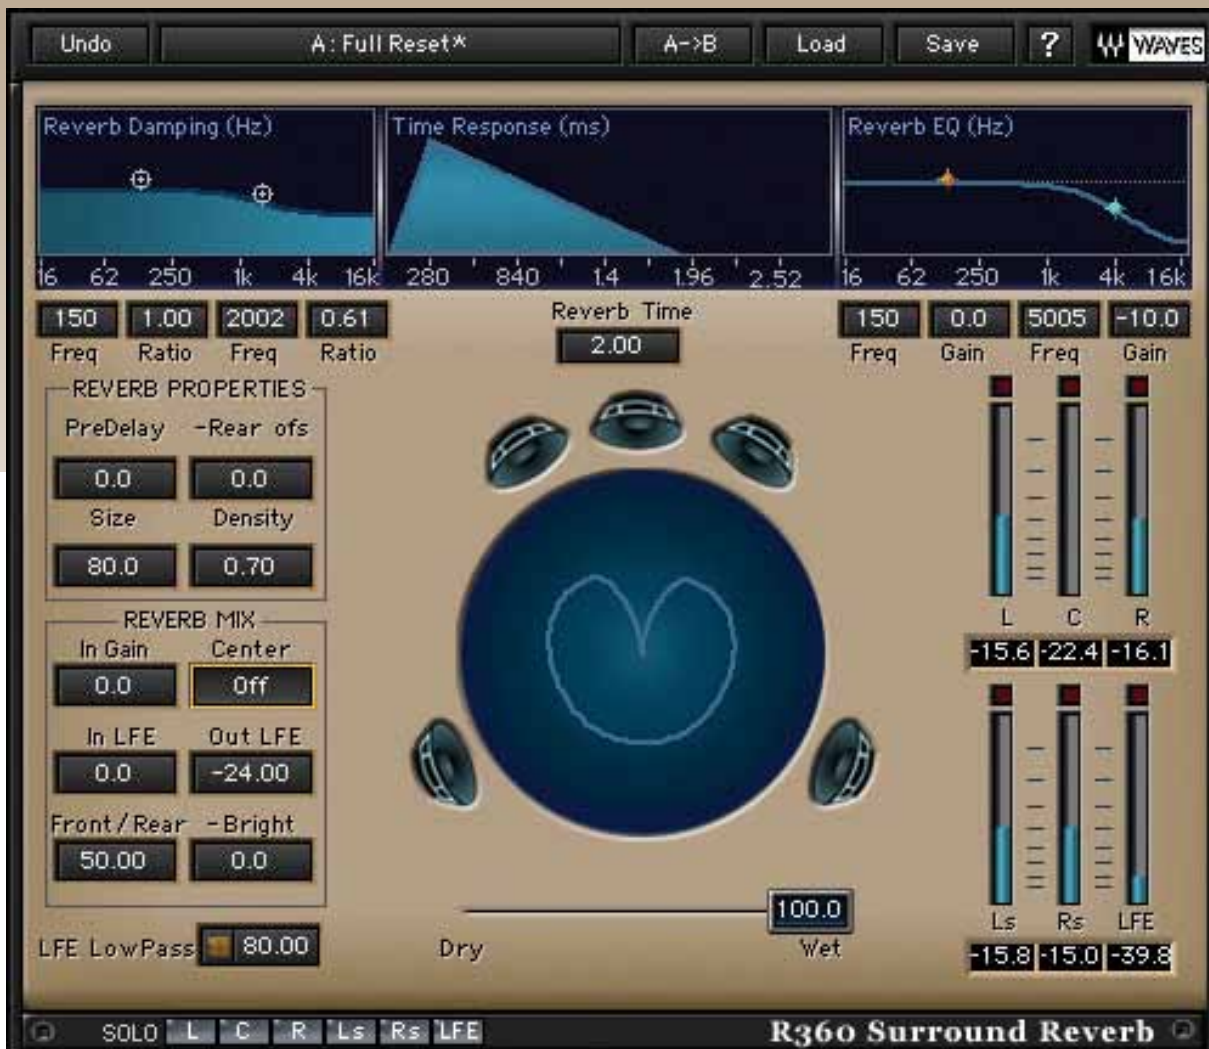 Undo A: Full Reset* A->B Load Save ? WAVES
Reverb Damping (Hz) Time Response (ms) Reverb EQ (Hz)
16 62 250 1k 4k 16k 280 840 1.4 1.96 2.52 16 62 250 1k 4k 16k
150 1.00 2002 0.61 Reverb Time 150 0.0 5005 -10.0
Freq Ratio Freq Ratio 2.00 Freq Gain Freq Gain
REVERB PROPERTIES
PreDelay -Rear ofs
0.0 0.0
Size Density
80.0 0.70
REVERB MIX
In Gain Center
0.0 Off
In LFE Out LFE
0.0 -24.00
Front/Rear -Bright
50.00 0.0
LFE LowPass 80.00
Dry 100.0 Wet
L C R
-15.6 -22.4 -16.1
Ls Rs LFE
-15.8 -15.0 -39.8
SOLO L C R Ls Rs LFE R360 Surround Reverb